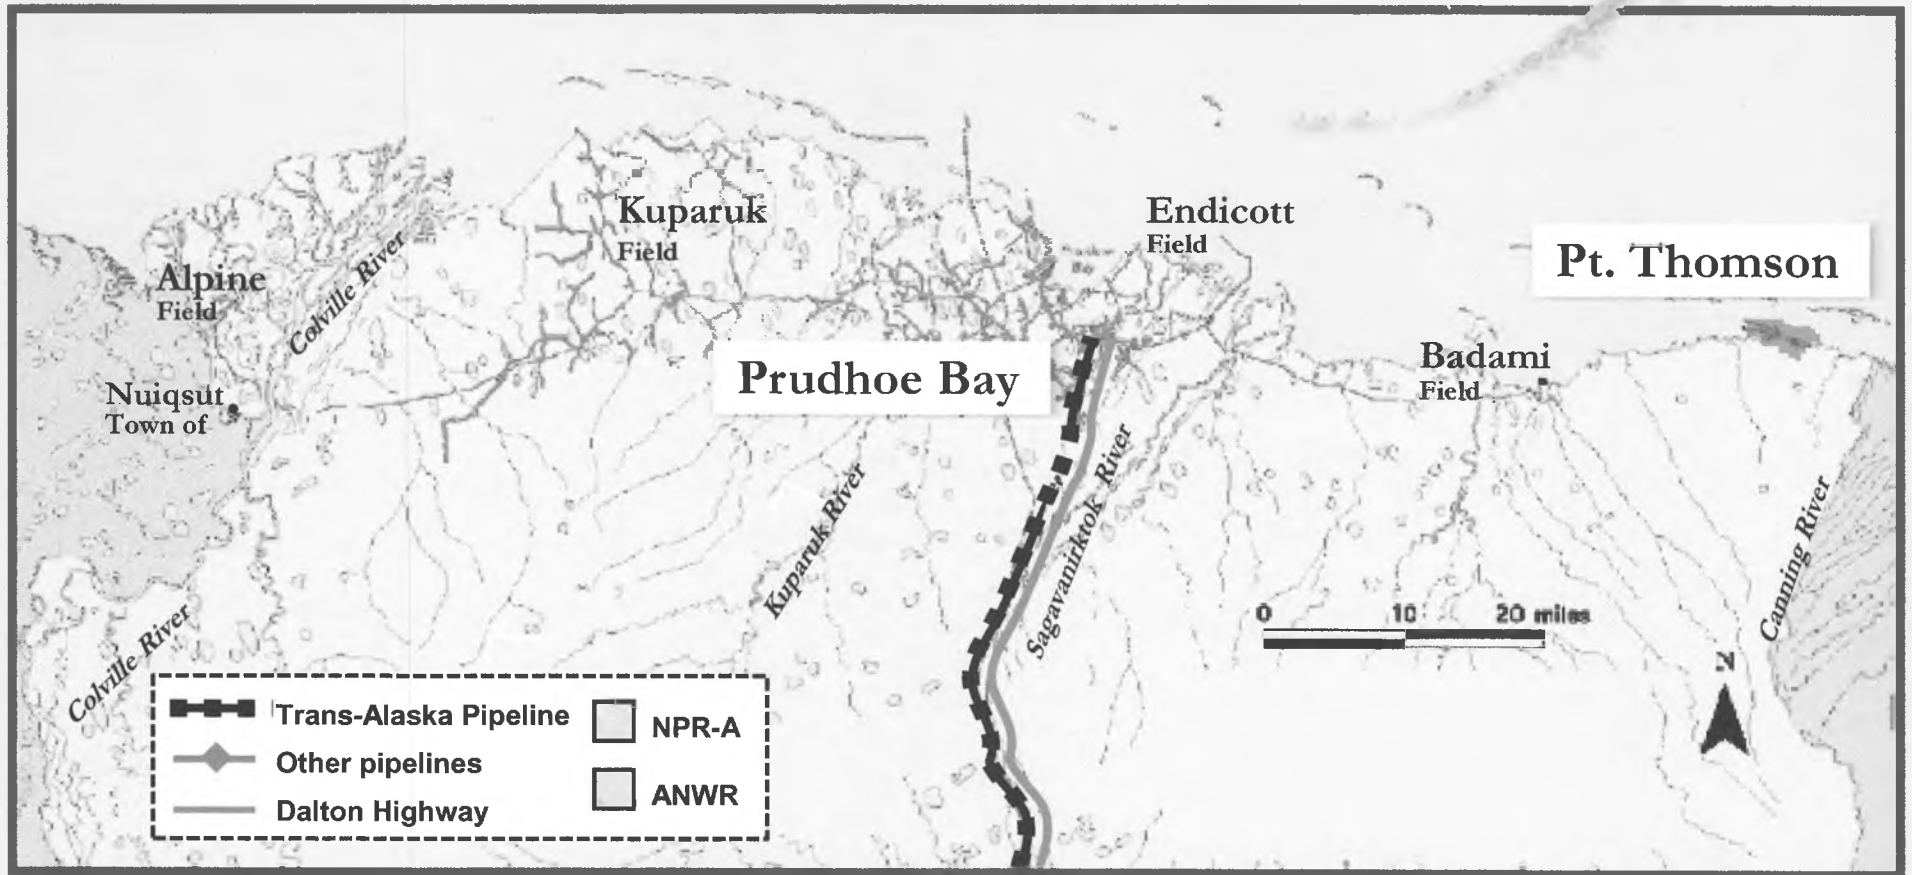 Kuparuk
Field
Endicott
Field
Pt. Thomson
Alpine
Field
Colville River
Prudhoe Bay
Badami
Field
Nuiqsut
Town of
Kuparuk River
Sagavanirktok River
Canning River
0 10 20 miles
Colville River
N
Trans-Alaska Pipeline
Other pipelines
Dalton Highway
NPR-A
ANWR